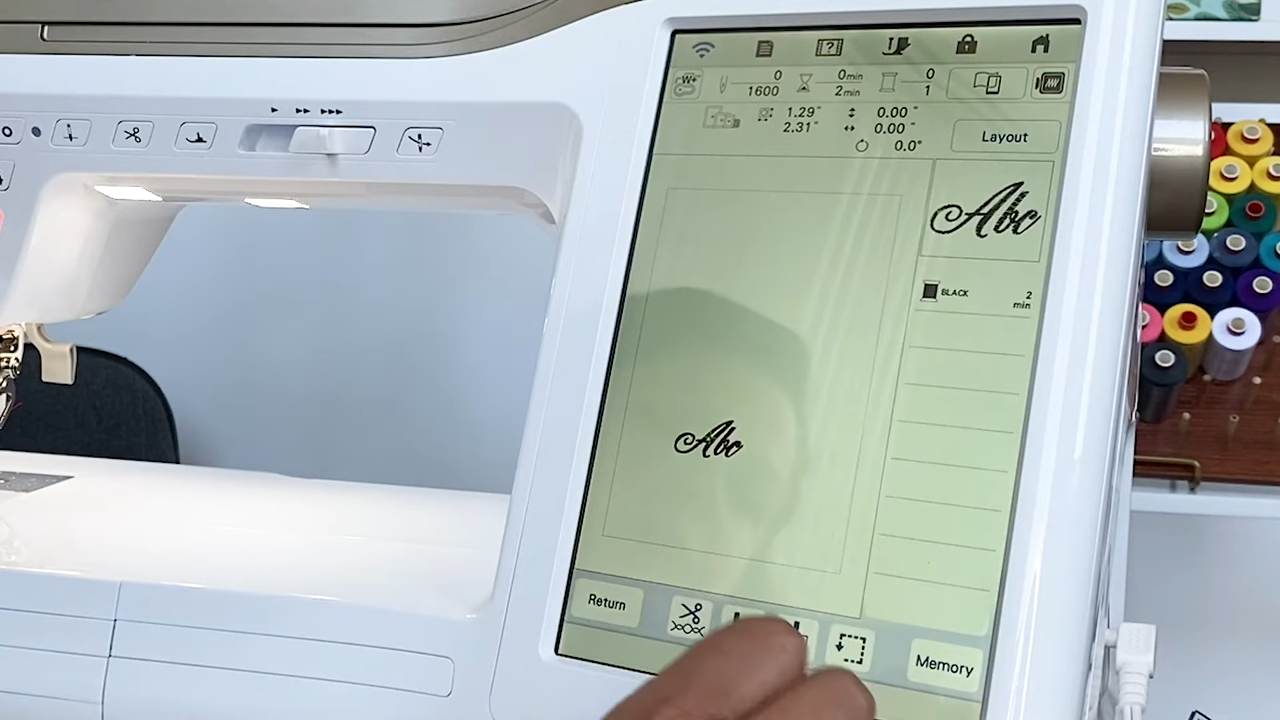 0
1600
0min
2min
0
1
1.29"
2.31"
0.00"
0.00"
0.0°
Layout
Abc
BLACK
2
min
Abc
Return
Memory